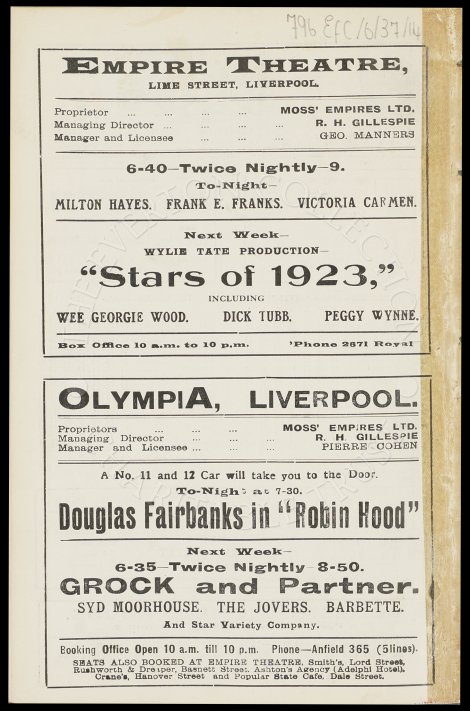 796 EFC/6/37/14
EMPIRE THEATRE,
LIME STREET, LIVERPOOL.
Proprietor ... ... ... ... MOSS' EMPIRES LTD.
Managing Director ... ... ... ... R. H. GILLESPIE
Manager and Licensee ... ... ... GEO. MANNERS
6-40—Twice Nightly—9.
To-Night—
MILTON HAYES. FRANK E. FRANKS. VICTORIA CARMEN.
Next Week—
WYLIE TATE PRODUCTION—
"Stars of 1923,"
INCLUDING
WEE GEORGIE WOOD. DICK TUBB. PEGGY WYNNE.
Box Office 10 a.m. to 10 p.m. 'Phone 2671 Royal
OLYMPIA, LIVERPOOL.
Proprietors ... ... ... MOSS' EMPIRES LTD.
Managing Director ... ... ... R. H. GILLESPIE
Manager and Licensee ... ... ... PIERRE COHEN
A No. 11 and 12 Car will take you to the Door.
To-Night at 7-30.
Douglas Fairbanks in "Robin Hood"
Next Week—
6-35—Twice Nightly—8-50.
GROCK and Partner.
SYD MOORHOUSE. THE JOVERS. BARBETTE.
And Star Variety Company.
Booking Office Open 10 a.m. till 10 p.m. Phone—Anfield 365 (5 lines).
SEATS ALSO BOOKED AT EMPIRE THEATRE, Smith's, Lord Street,
Rushworth & Dreaper, Basnett Street. Ashton's Agency (Adelphi Hotel),
Crane's, Hanover Street and Popular State Cafe, Dale Street.